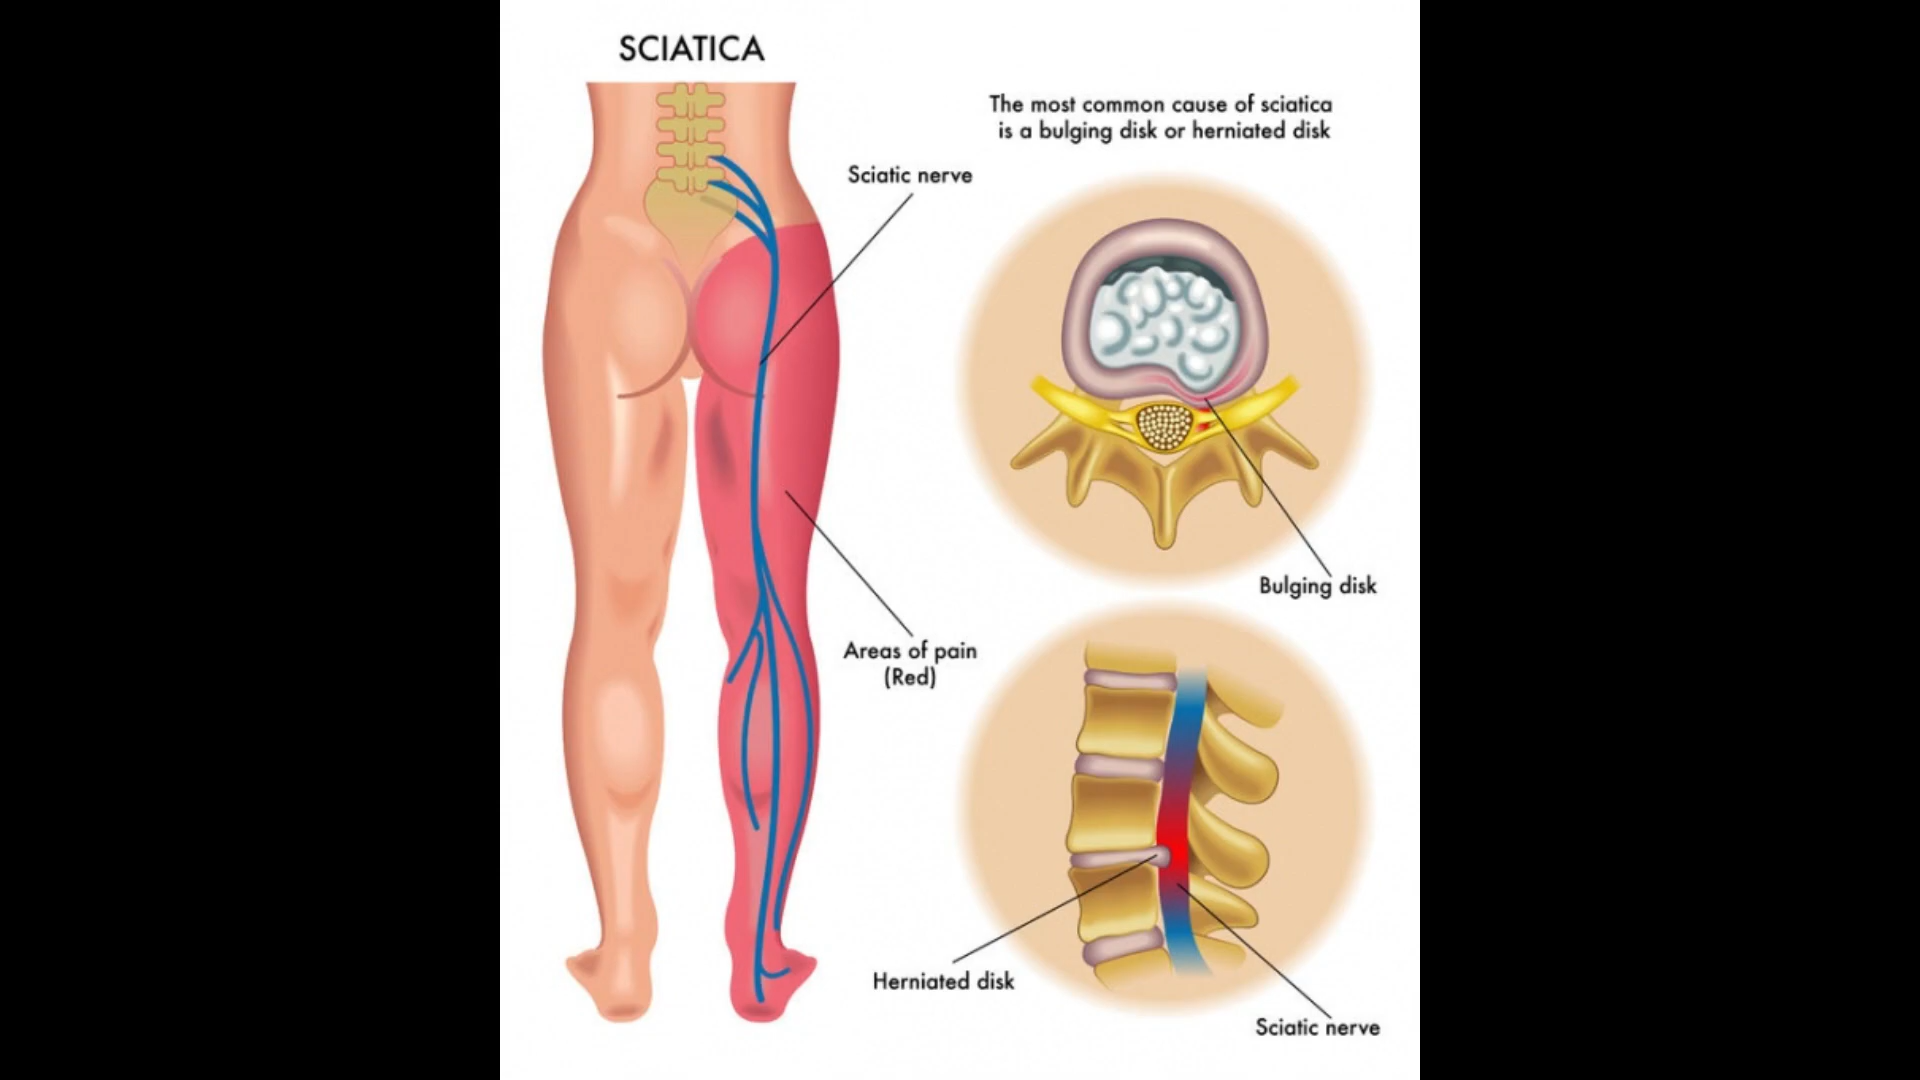 SCIATICA
The most common cause of sciatica
is a bulging disk or herniated disk
Sciatic nerve
Bulging disk
Areas of pain
(Red)
Herniated disk
Sciatic nerve